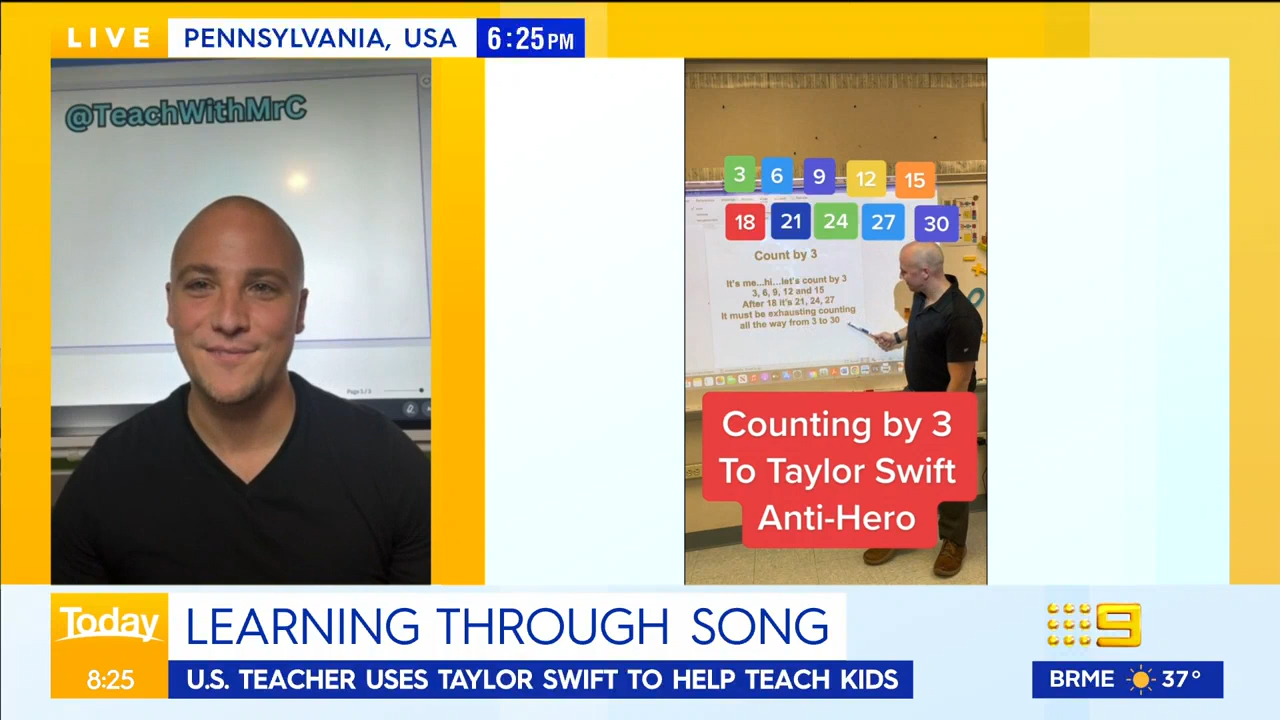 LIVE
PENNSYLVANIA, USA
6:25PM
@TeachWithMrC
Page 5/5
3 6 9 12 15
18 21 24 27 30
Count by 3
It's me...hi...let's count by 3
3, 6, 9, 12 and 15
After 18 it's 21, 24, 27
It must be exhausting counting
all the way from 3 to 30
Counting by 3
To Taylor Swift
Anti-Hero
Today
8:25
LEARNING THROUGH SONG
U.S. TEACHER USES TAYLOR SWIFT TO HELP TEACH KIDS
9
BRME 37°